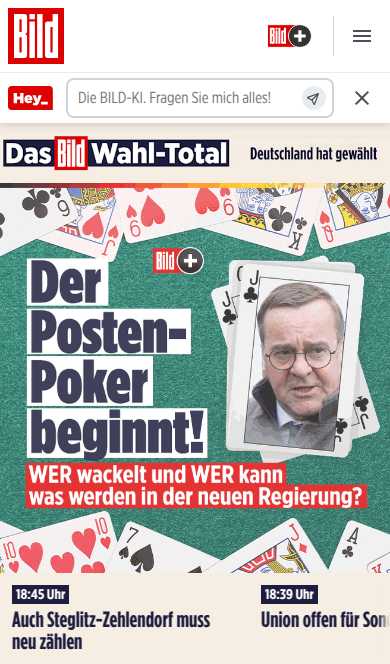 Bild
Bild+
Hey_
Die BILD-KI. Fragen Sie mich alles!
Das Bild Wahl-Total
Deutschland hat gewählt
Bild+
Der
Posten-
Poker
beginnt!
WER wackelt und WER kann
was werden in der neuen Regierung?
18:45 Uhr
Auch Steglitz-Zehlendorf muss
neu zählen
18:39 Uhr
Union offen für Son